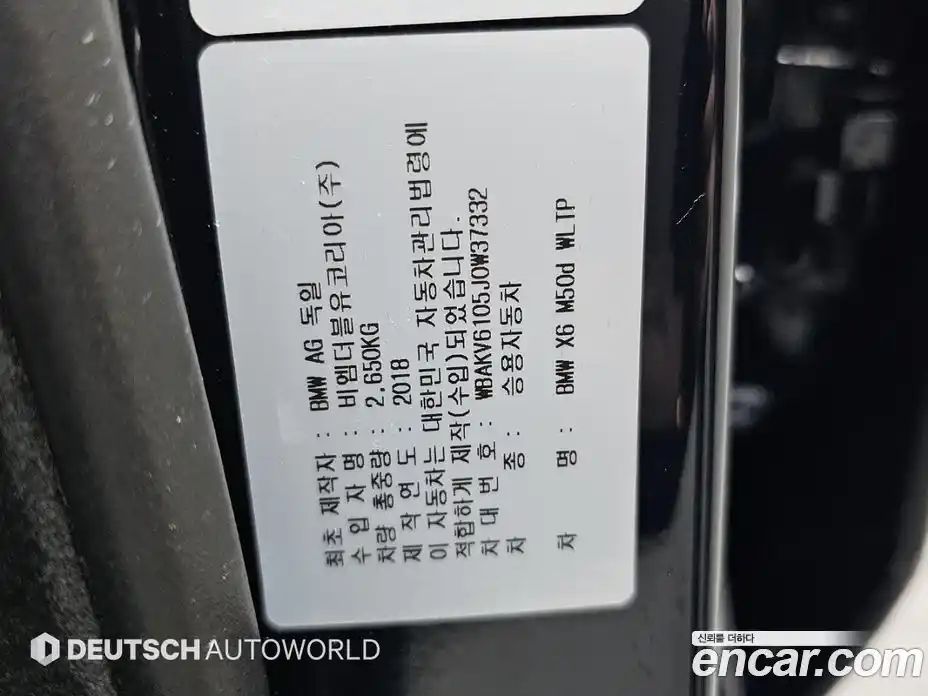 최초 제작자 : BMW AG 독일
수 입 자 명 : 비엠더블유코리아(주)
차량 총중량 : 2,650KG
제 작 연 도 : 2018
이 자동차는 대한민국 자동차관리법령에
적합하게 제작(수입)되었습니다.
차 대 번 호 : WBAKV6105J0W37332
차 종 : 승용자동차
차 명 : BMW X6 M50d WLTP
DEUTSCH AUTOWORLD
신뢰를 더하다
encar.com